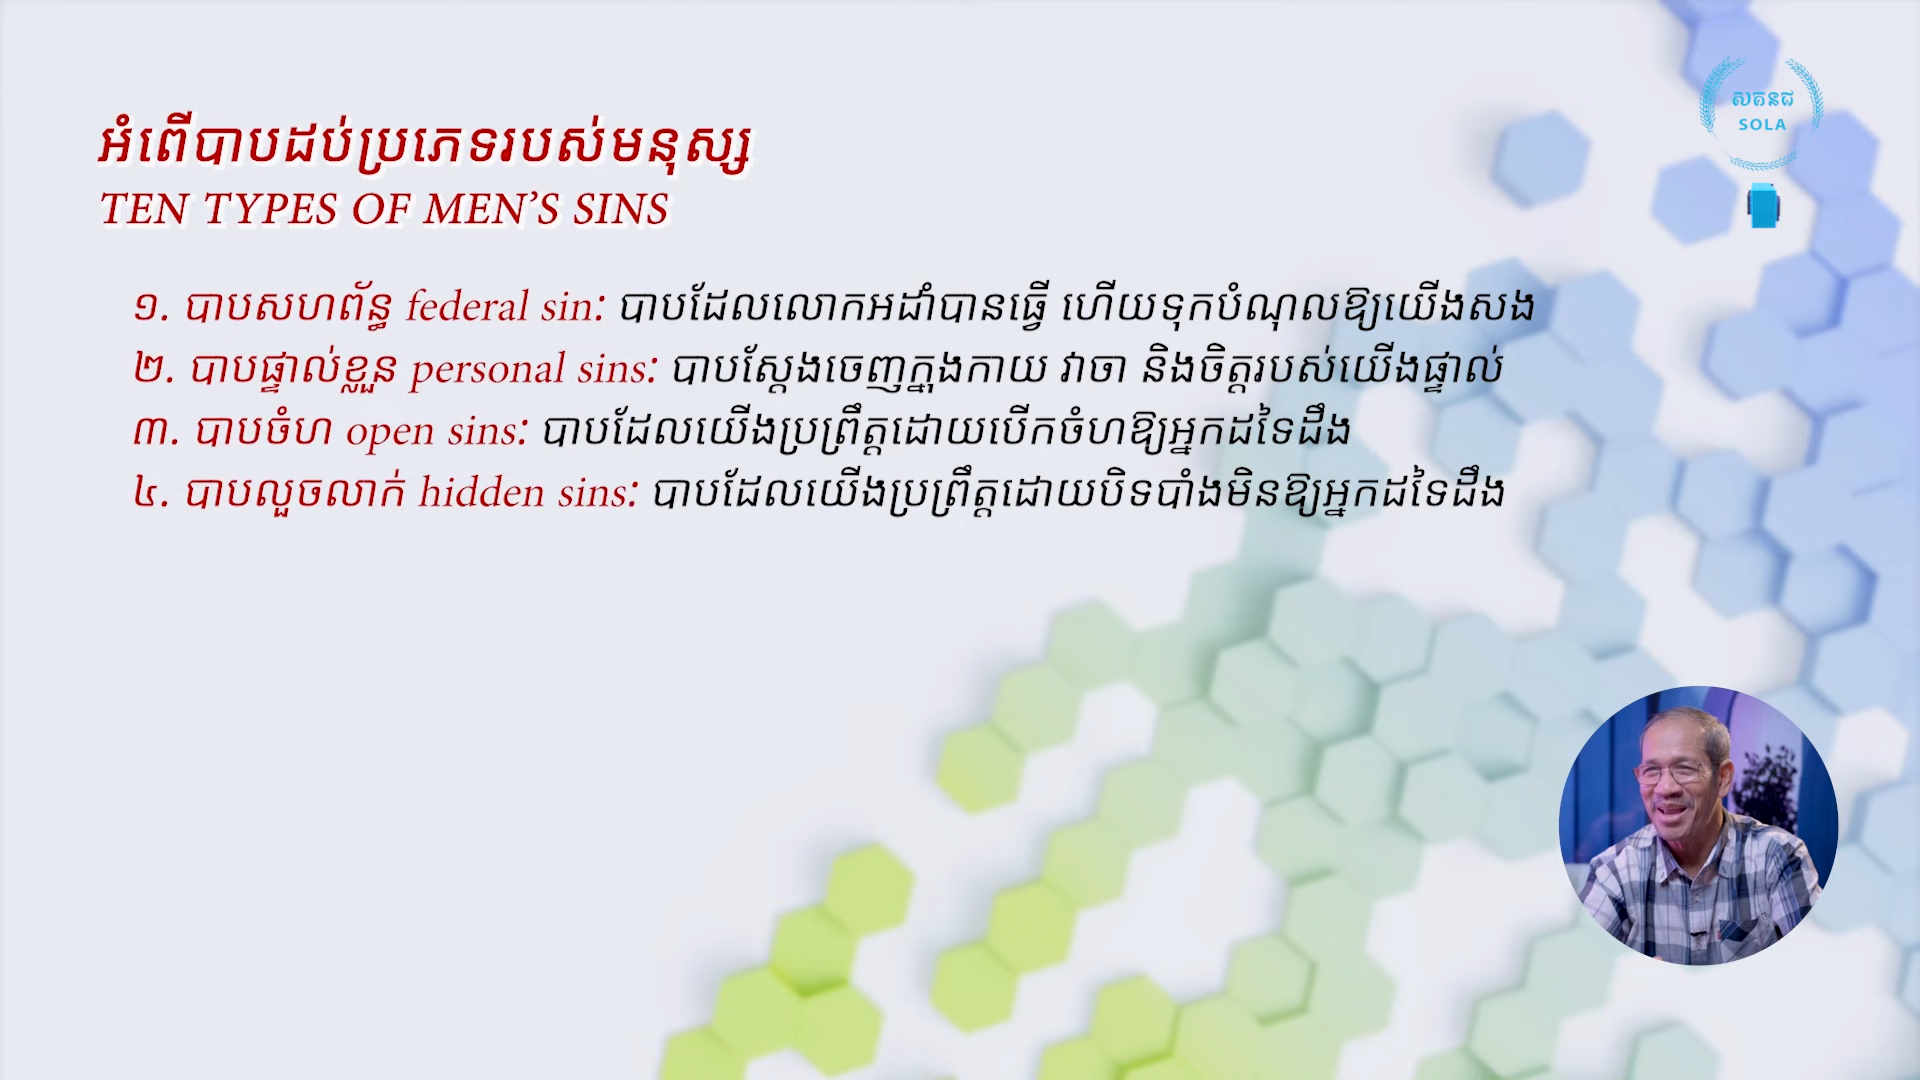 សគនជ
SOLA
អំពើបាបដប់ប្រភេទរបស់មនុស្ស
TEN TYPES OF MEN’S SINS
១. បាបសហព័ន្ធ federal sin: បាបដែលលោកអដាំបានធ្វើ ហើយទុកបំណុលឱ្យយើងសង
២. បាបផ្ទាល់ខ្លួន personal sins: បាបស្តែងចេញក្នុងកាយ វាចា និងចិត្តរបស់យើងផ្ទាល់
៣. បាបចំហ open sins: បាបដែលយើងប្រព្រឹត្តដោយបើកចំហឱ្យអ្នកដទៃដឹង
៤. បាបលួចលាក់ hidden sins: បាបដែលយើងប្រព្រឹត្តដោយបិទបាំងមិនឱ្យអ្នកដទៃដឹង